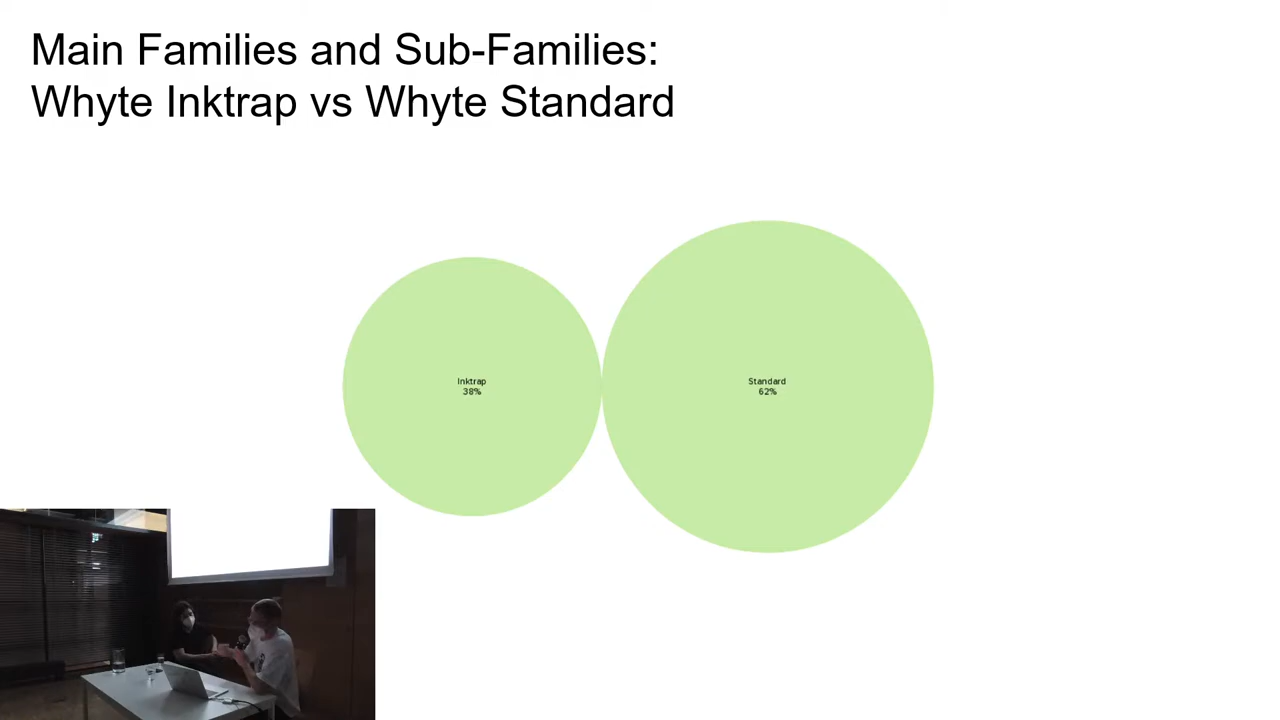 Main Families and Sub-Families:
Whyte Inktrap vs Whyte Standard
Inktrap
38%
Standard
62%